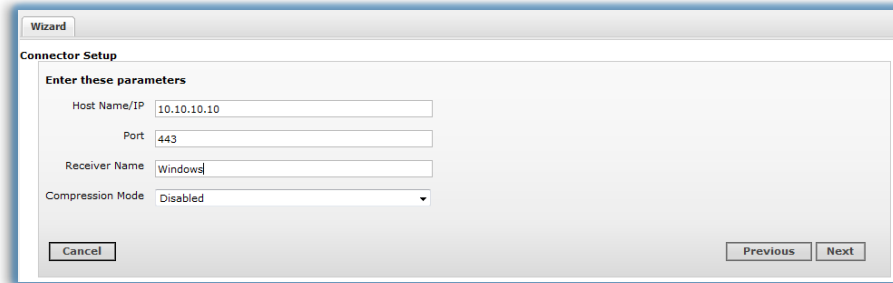 Wizard
Connector Setup
Enter these parameters
Host Name/IP 10.10.10.10
Port 443
Receiver Name Windows
Compression Mode Disabled
Cancel Previous Next